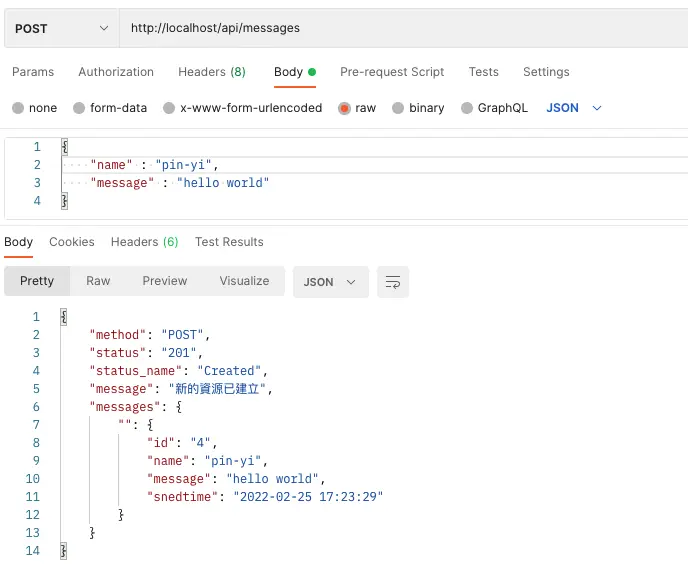 POST http://localhost/api/messages
Params Authorization Headers (8) Body Pre-request Script Tests Settings
none form-data x-www-form-urlencoded raw binary GraphQL JSON
1 {
2 "name" : "pin-yi",
3 "message" : "hello world"
4 }
Body Cookies Headers (6) Test Results
Pretty Raw Preview Visualize JSON
1 {
2 "method": "POST",
3 "status": "201",
4 "status_name": "Created",
5 "message": "新的資源已建立",
6 "messages": {
7 "": {
8 "id": "4",
9 "name": "pin-yi",
10 "message": "hello world",
11 "snedtime": "2022-02-25 17:23:29"
12 }
13 }
14 }